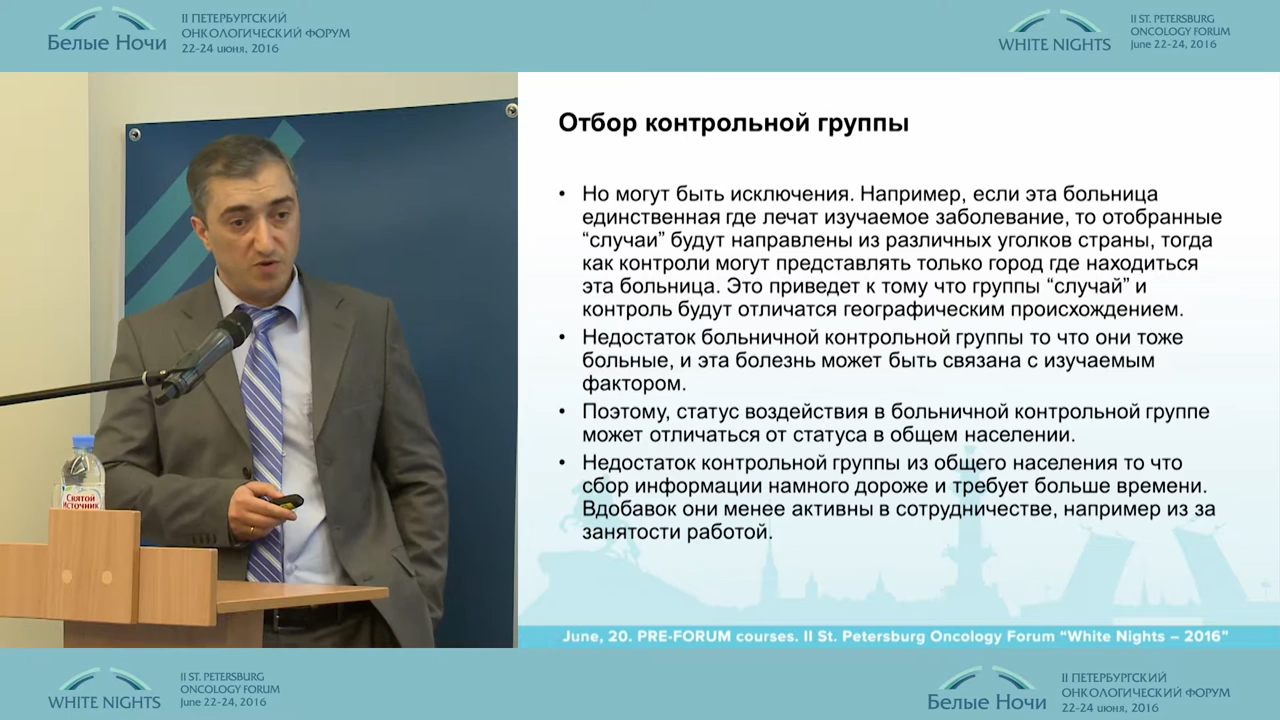 Белые Ночи
II ПЕТЕРБУРГСКИЙ
ОНКОЛОГИЧЕСКИЙ ФОРУМ
22-24 июня, 2016
WHITE NIGHTS
II ST. PETERSBURG
ONCOLOGY FORUM
June 22-24, 2016
Отбор контрольной группы
• Но могут быть исключения. Например, если эта больница
единственная где лечат изучаемое заболевание, то отобранные
“случаи” будут направлены из различных уголков страны, тогда
как контроли могут представлять только город где находиться
эта больница. Это приведет к тому что группы “случай” и
контроль будут отличатся географическим происхождением.
• Недостаток больничной контрольной группы то что они тоже
больные, и эта болезнь может быть связана с изучаемым
фактором.
• Поэтому, статус воздействия в больничной контрольной группе
может отличаться от статуса в общем населении.
• Недостаток контрольной группы из общего населения то что
сбор информации намного дороже и требует больше времени.
Вдобавок они менее активны в сотрудничестве, например из за
занятости работой.
Святой
Источник
June, 20. PRE-FORUM courses. II St. Petersburg Oncology Forum “White Nights – 2016”
WHITE NIGHTS
II ST. PETERSBURG
ONCOLOGY FORUM
June 22-24, 2016
Белые Ночи
II ПЕТЕРБУРГСКИЙ
ОНКОЛОГИЧЕСКИЙ ФОРУМ
22-24 июня, 2016